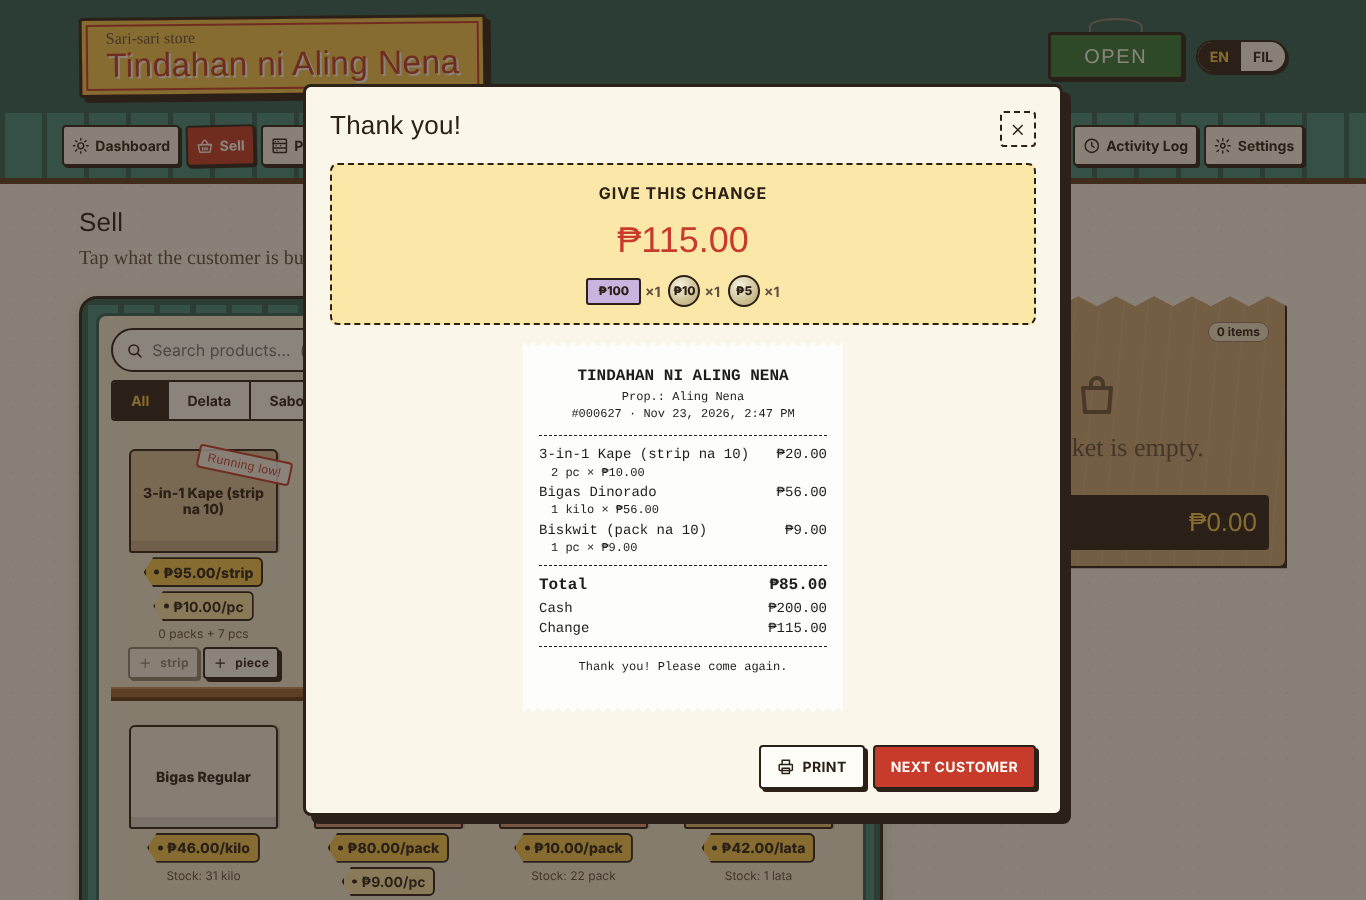 Sari-sari store
Tindahan ni Aling Nena
OPEN
EN FIL
Dashboard
Sell
Activity Log
Settings
Sell
Tap what the customer is bu
Search products...
All
Delata
Sabo
Running low!
3-in-1 Kape (strip
na 10)
₱95.00/strip
₱10.00/pc
0 packs + 7 pcs
+ strip
+ piece
Bigas Regular
₱46.00/kilo
Stock: 31 kilo
₱80.00/pack
₱9.00/pc
₱10.00/pack
Stock: 22 pack
₱42.00/lata
Stock: 1 lata
0 items
ket is empty.
₱0.00
Thank you!
GIVE THIS CHANGE
₱115.00
₱100 ×1 ₱10 ×1 ₱5 ×1
TINDAHAN NI ALING NENA
Prop.: Aling Nena
#000627 · Nov 23, 2026, 2:47 PM
3-in-1 Kape (strip na 10) ₱20.00
2 pc × ₱10.00
Bigas Dinorado ₱56.00
1 kilo × ₱56.00
Biskwit (pack na 10) ₱9.00
1 pc × ₱9.00
Total ₱85.00
Cash ₱200.00
Change ₱115.00
Thank you! Please come again.
PRINT
NEXT CUSTOMER